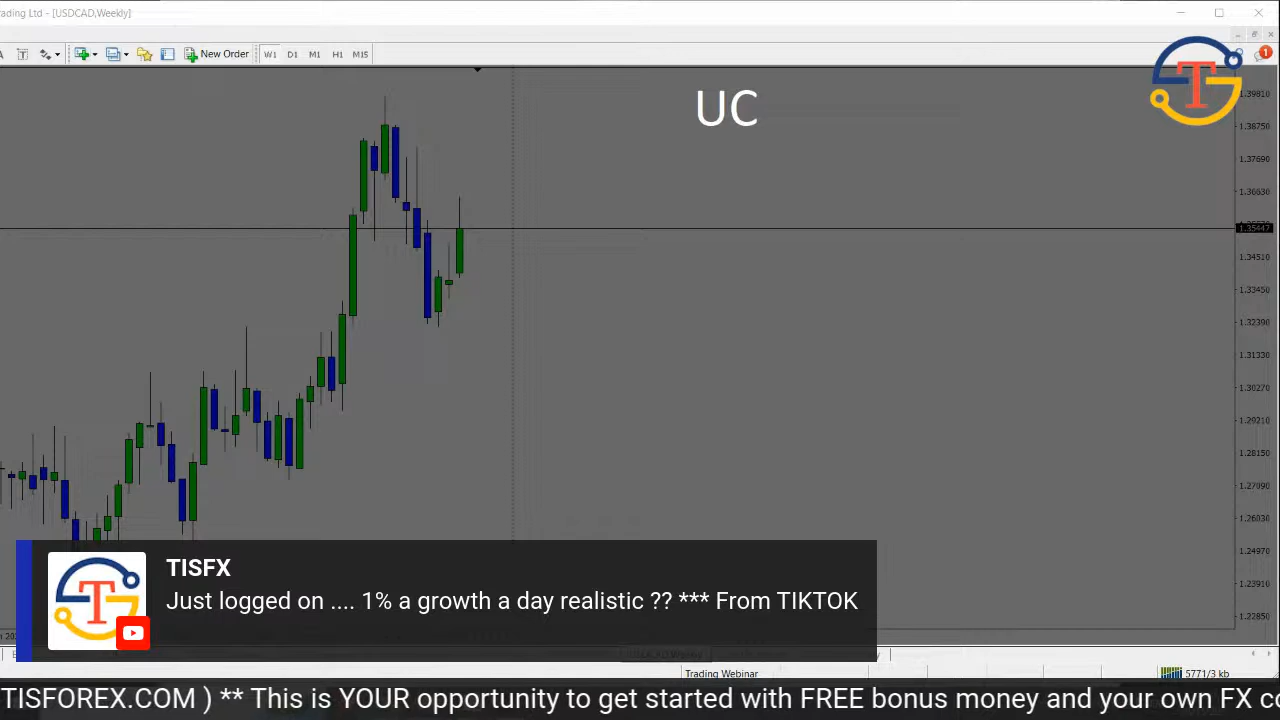 rading Ltd - [USDCAD,Weekly]
A T New Order W1 D1 M1 H1 M15
1
UC
T
1.39810
1.38750
1.37690
1.36630
1.35447
1.34510
1.33450
1.32390
1.31330
1.30270
1.29210
1.28150
1.27090
1.26030
1.24970
1.23910
1.22850
TISFX
Just logged on .... 1% a growth a day realistic ?? *** From TIKTOK
T
Trading Webinar
5771/3 kb
TISFOREX.COM ) ** This is YOUR opportunity to get started with FREE bonus money and your own FX co